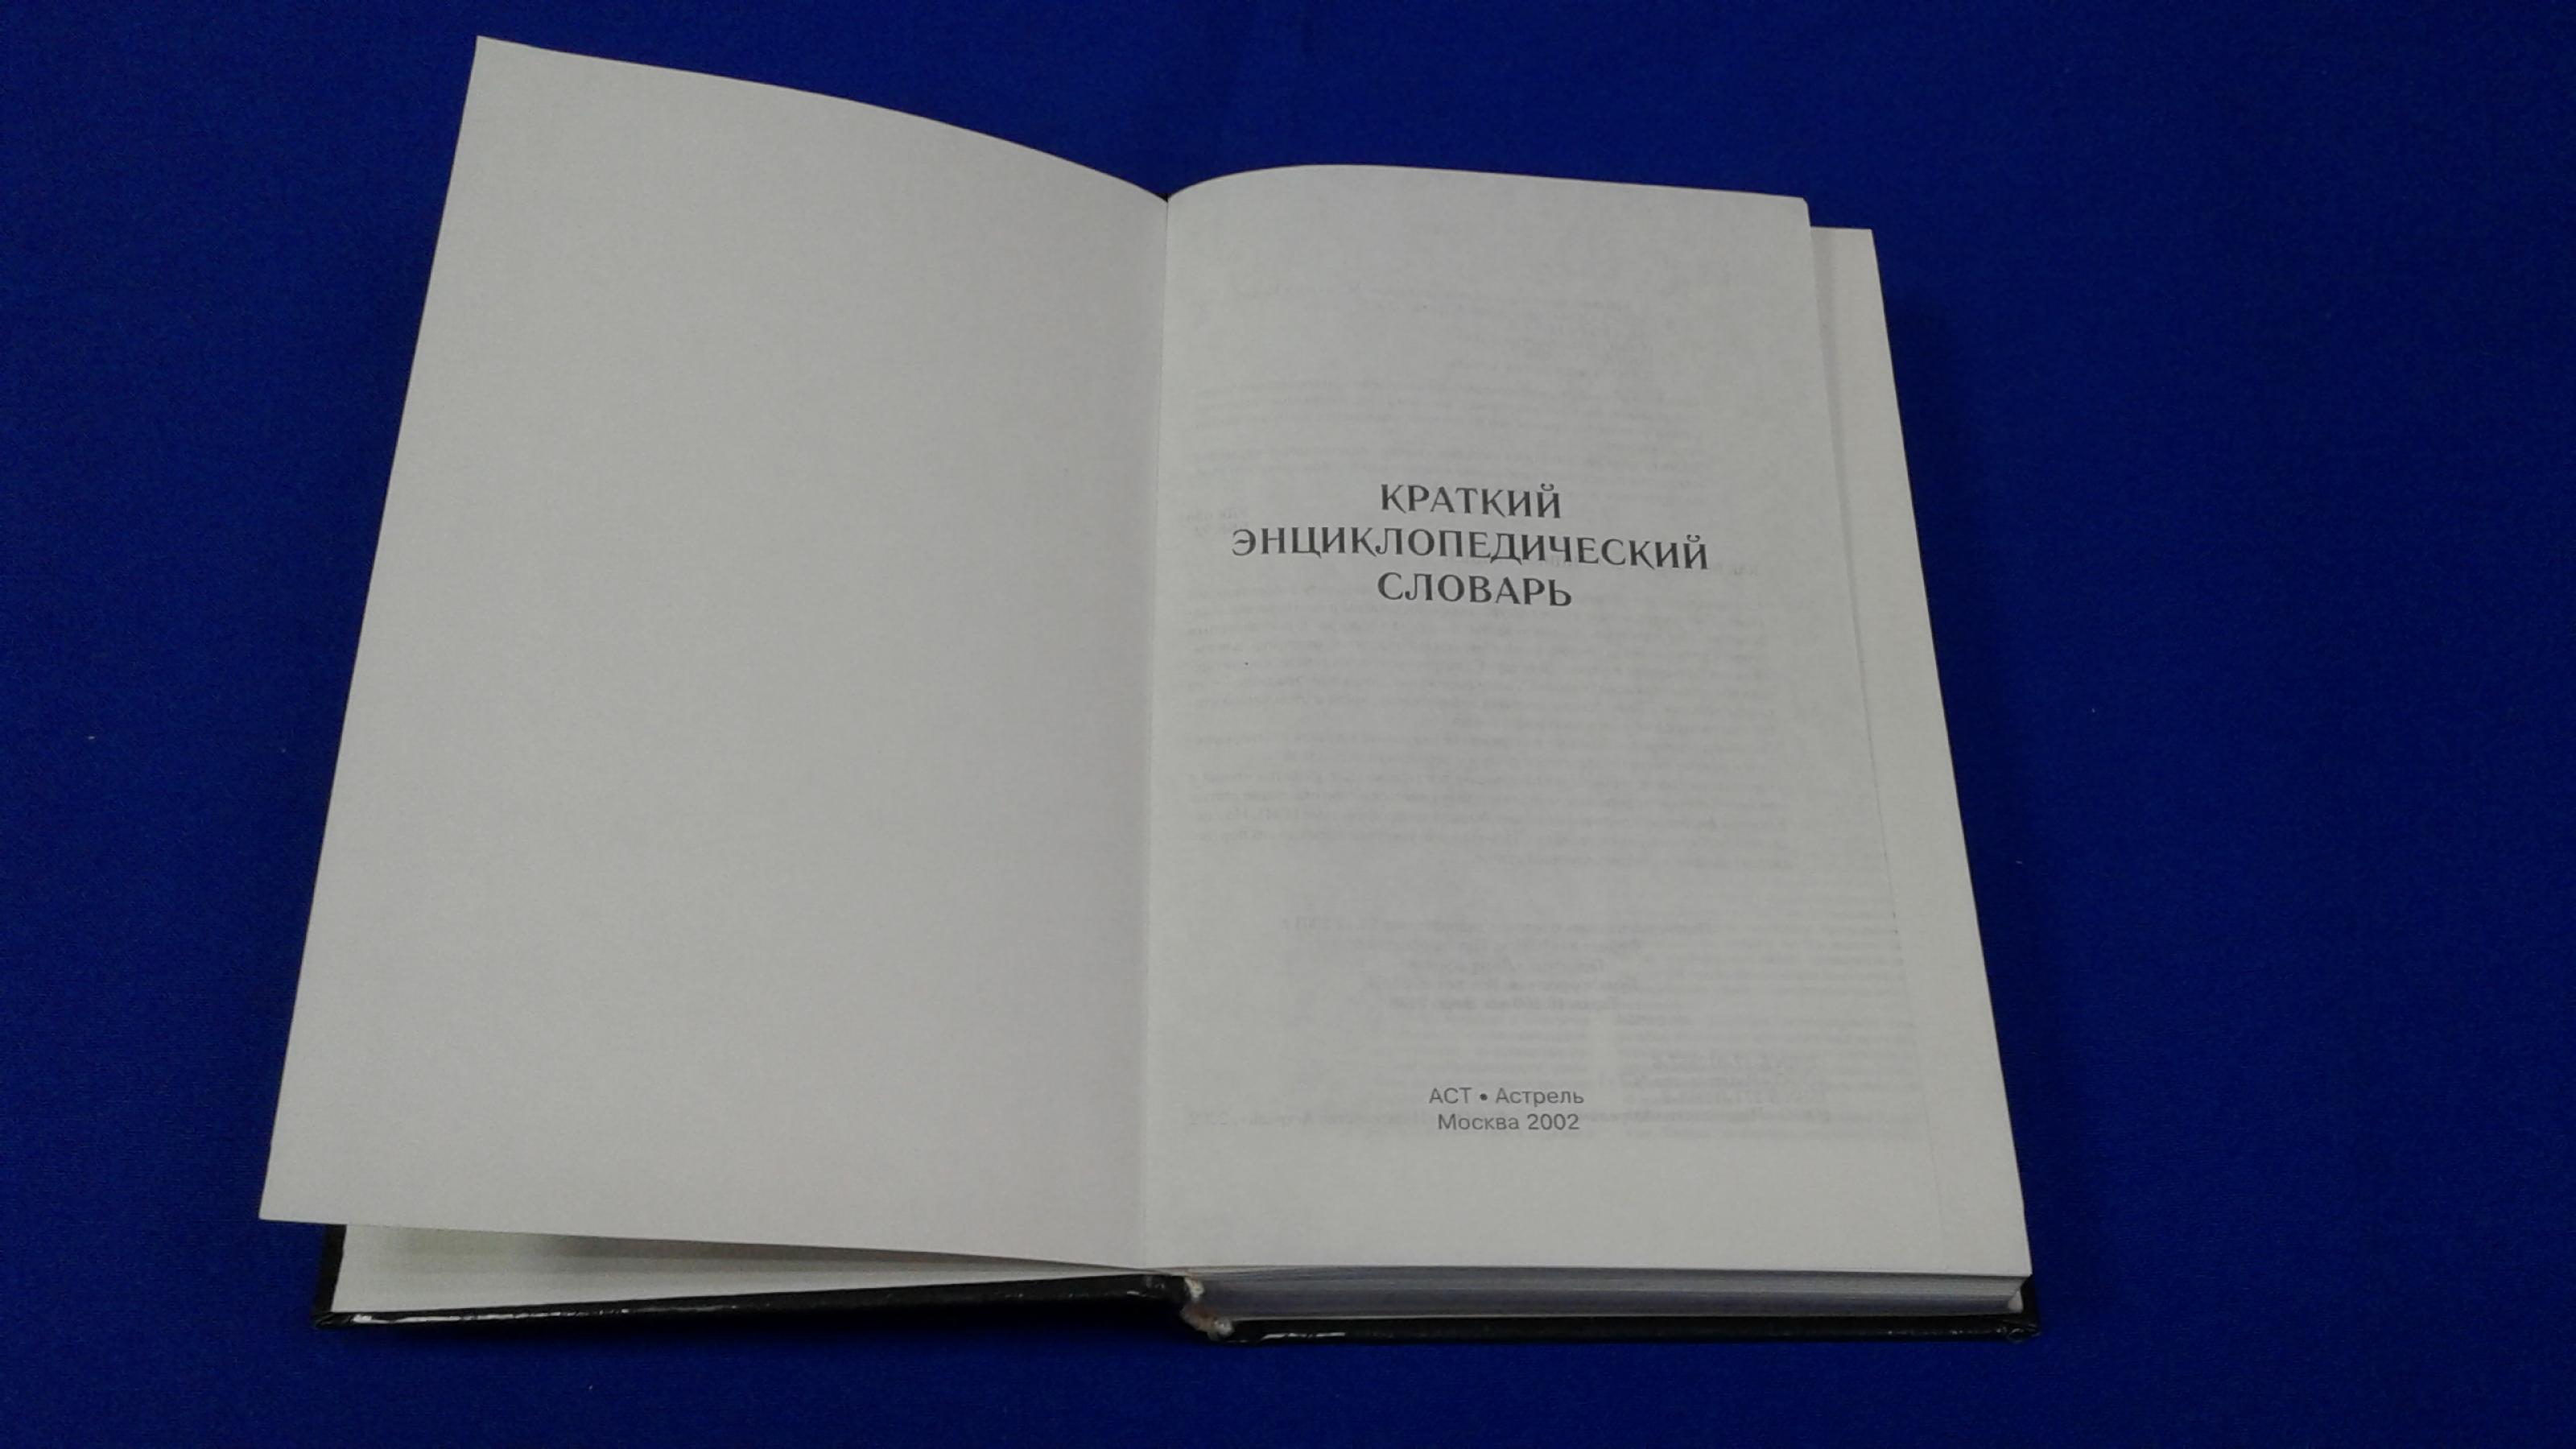 КРАТКИЙ
ЭНЦИКЛОПЕДИЧЕСКИЙ
СЛОВАРЬ
АСТ • Астрель
Москва 2002